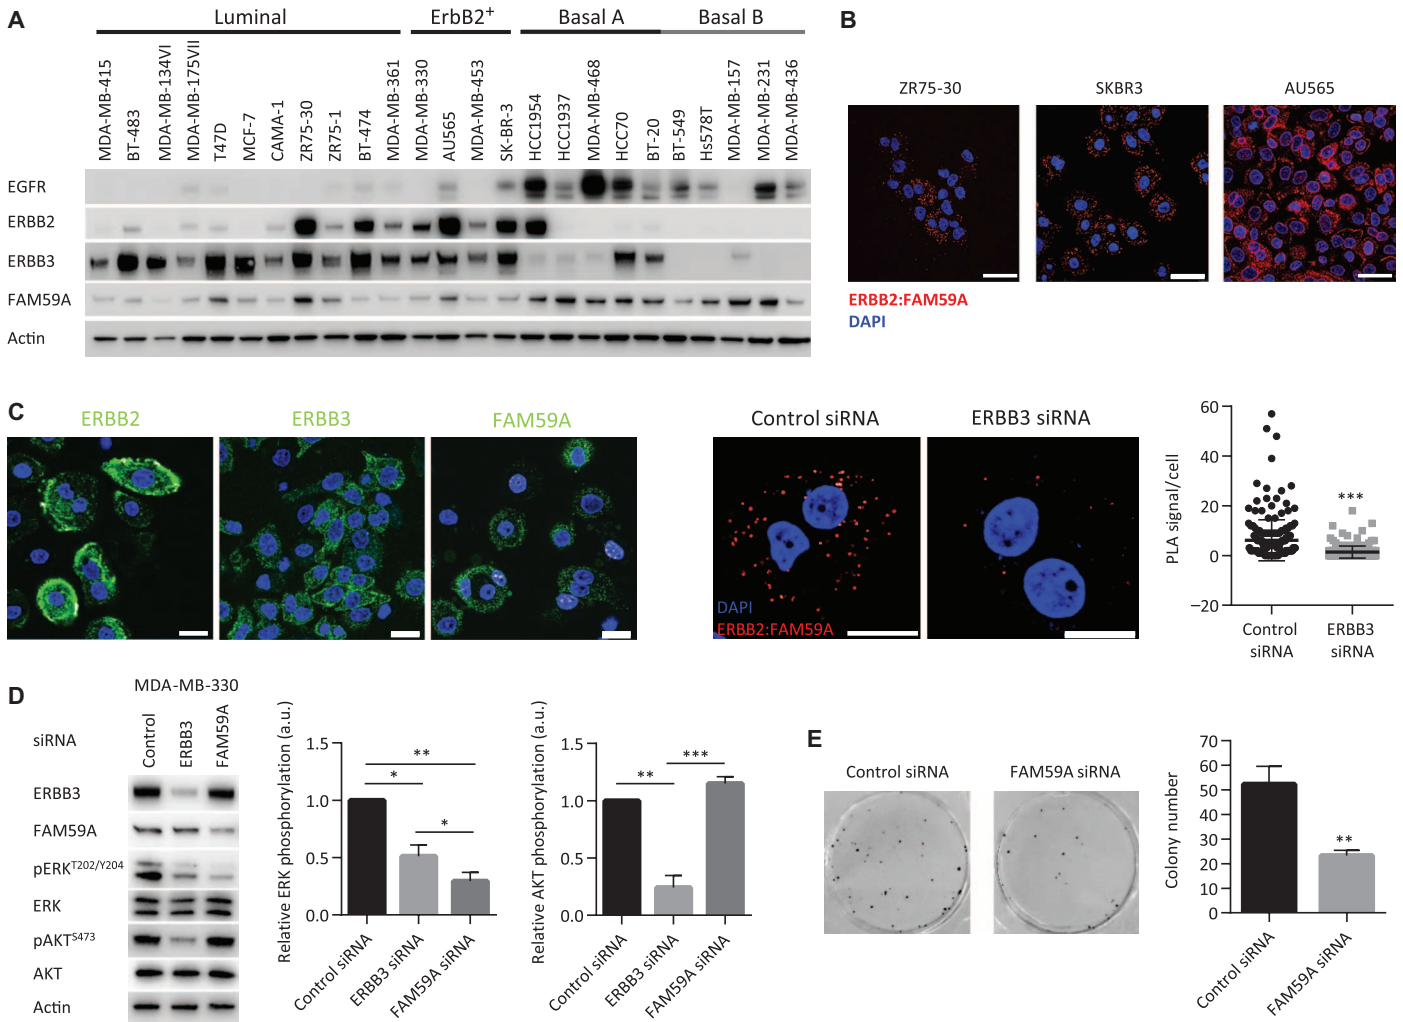 A
Luminal
ErbB2+
Basal A
Basal B
MDA-MB-415
BT-483
MDA-MB-134VI
MDA-MB-175VII
T47D
MCF-7
CAMA-1
ZR75-30
ZR75-1
BT-474
MDA-MB-361
MDA-MB-330
AU565
MDA-MB-453
SK-BR-3
HCC1954
HCC1937
MDA-MB-468
HCC70
BT-20
BT-549
Hs578T
MDA-MB-157
MDA-MB-231
MDA-MB-436
EGFR
ERBB2
ERBB3
FAM59A
Actin
B
ZR75-30
SKBR3
AU565
ERBB2:FAM59A
DAPI
C
ERBB2
ERBB3
FAM59A
Control siRNA
ERBB3 siRNA
DAPI
ERBB2:FAM59A
PLA signal/cell
60
40
20
0
−20
***
Control
siRNA
ERBB3
siRNA
D
MDA-MB-330
siRNA
Control
ERBB3
FAM59A
ERBB3
FAM59A
pERKT202/Y204
ERK
pAKTS473
AKT
Actin
Relative ERK phosphorylation (a.u.)
1.5
1.0
0.5
0.0
**
*
*
Control siRNA
ERBB3 siRNA
FAM59A siRNA
Relative AKT phosphorylation (a.u.)
1.5
1.0
0.5
0.0
***
**
Control siRNA
ERBB3 siRNA
FAM59A siRNA
E
Control siRNA
FAM59A siRNA
Colony number
70
60
50
40
30
20
10
0
**
Control siRNA
FAM59A siRNA